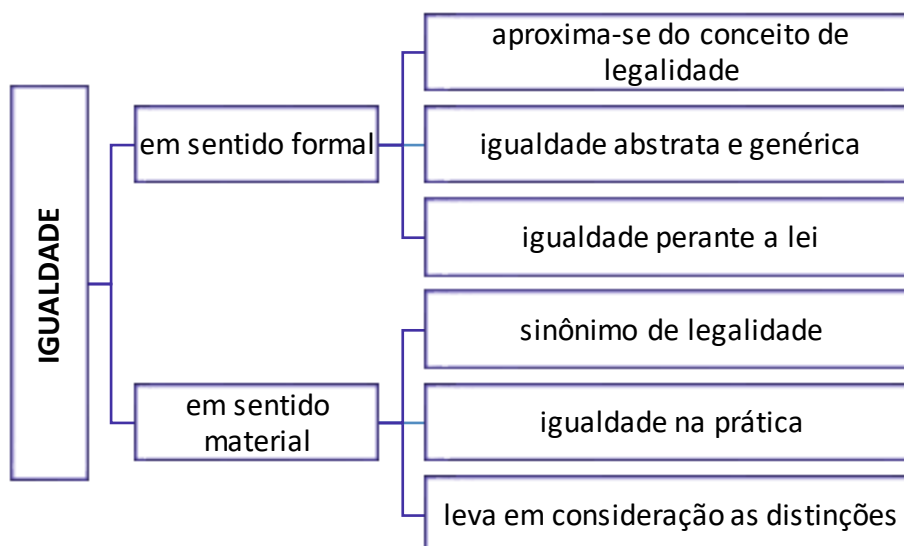 IGUALDADE
em sentido formal
aproxima-se do conceito de
legalidade
igualdade abstrata e genérica
igualdade perante a lei
em sentido
material
sinônimo de legalidade
igualdade na prática
leva em consideração as distinções